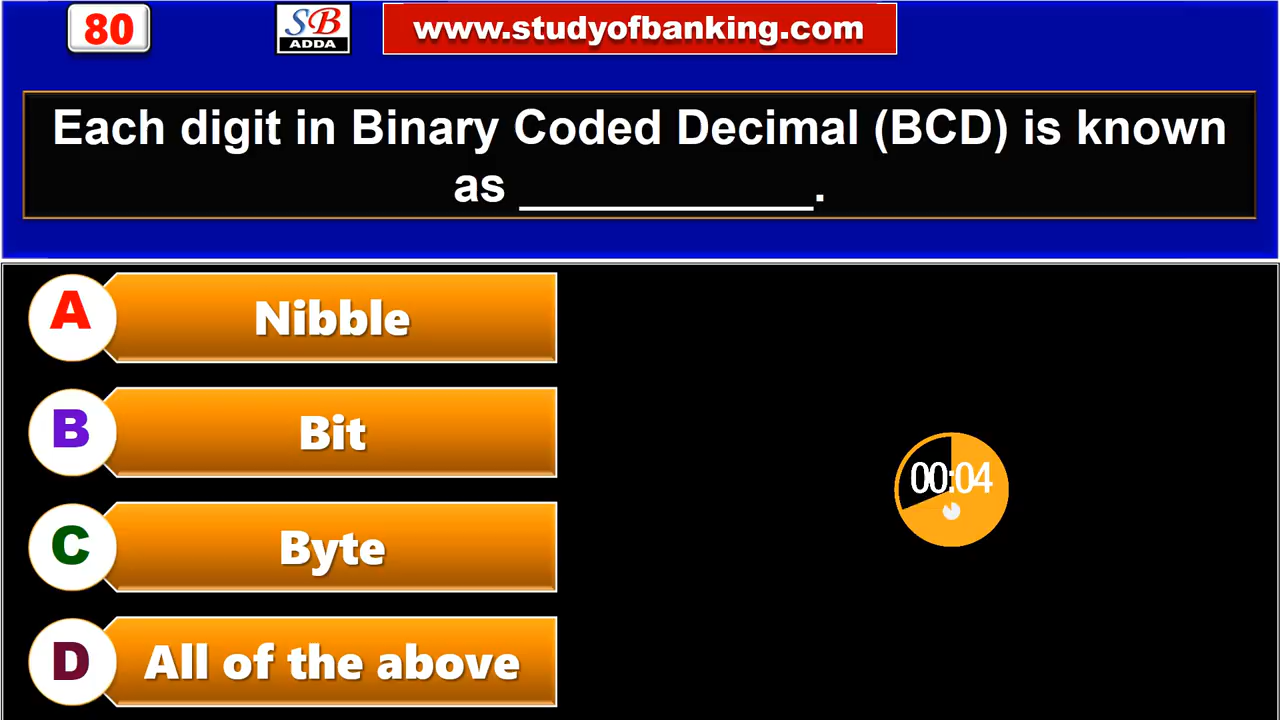 80
SB
ADDA
www.studyofbanking.com
Each digit in Binary Coded Decimal (BCD) is known
as ___________.
A
Nibble
B
Bit
C
Byte
D
All of the above
00:04